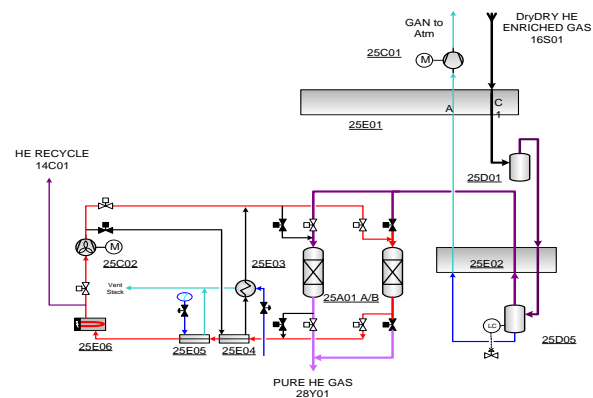 GAN to
Atm
DryDRY HE
ENRICHED GAS
16S01
25C01
M
A
C
1
25E01
HE RECYCLE
14C01
25D01
M
25C02
25E03
25E02
Vent
Stack
25A01 A/B
LC
25E06
25E05
25E04
25D05
PURE HE GAS
28Y01